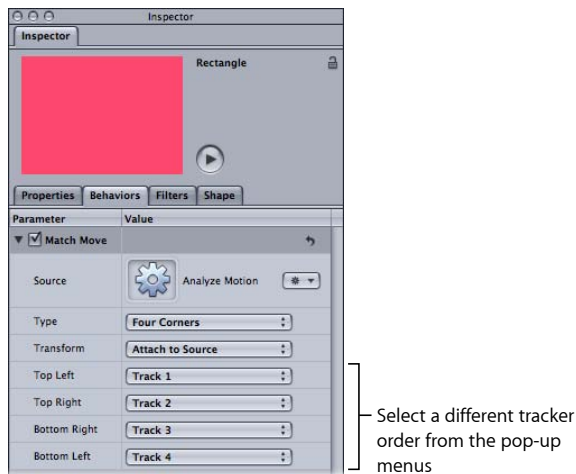 Inspector
Inspector
Rectangle
Properties Behaviors Filters Shape
Parameter Value
Match Move
Source Analyze Motion
Type Four Corners
Transform Attach to Source
Top Left Track 1
Top Right Track 2
Bottom Right Track 3
Bottom Left Track 4
Select a different tracker
order from the pop-up
menus